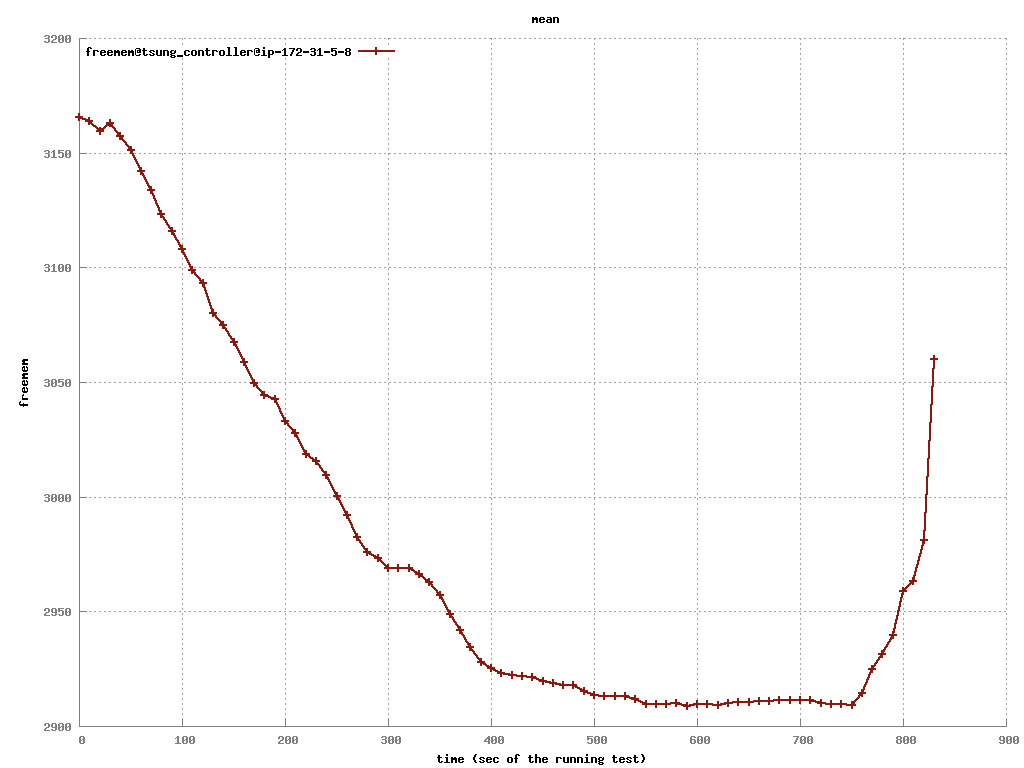 mean
freemem@tsung_controller@ip-172-31-5-8
3200
3150
3100
3050
3000
2950
2900
freemem
0 100 200 300 400 500 600 700 800 900
time (sec of the running test)